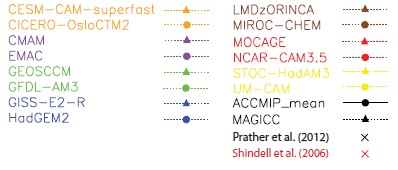 CESM-CAM-superfast
CICERO-OsloCTM2
CMAM
EMAC
GEOSCCM
GFDL-AM3
GISS-E2-R
HadGEM2
LMDzORINCA
MIROC-CHEM
MOCAGE
NCAR-CAM3.5
STOC-HadAM3
UM-CAM
ACCMIP_mean
MAGICC
Prather et al. (2012)
Shindell et al. (2006)